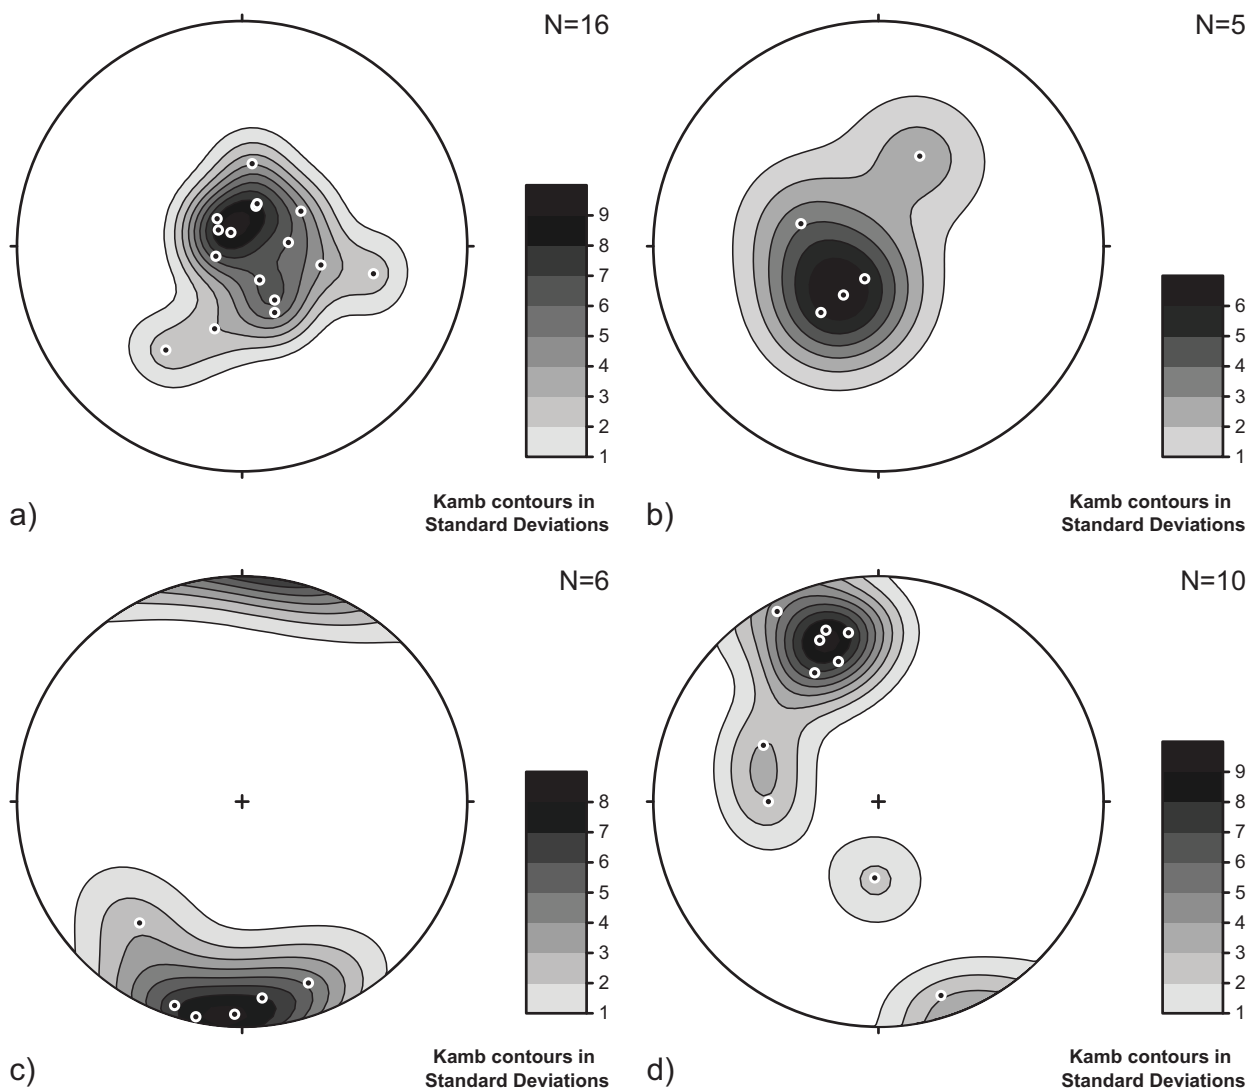 N=16
9
8
7
6
5
4
3
2
1
a)
Kamb contours in
Standard Deviations
N=5
6
5
4
3
2
1
b)
Kamb contours in
Standard Deviations
N=6
8
7
6
5
4
3
2
1
c)
Kamb contours in
Standard Deviations
N=10
9
8
7
6
5
4
3
2
1
d)
Kamb contours in
Standard Deviations